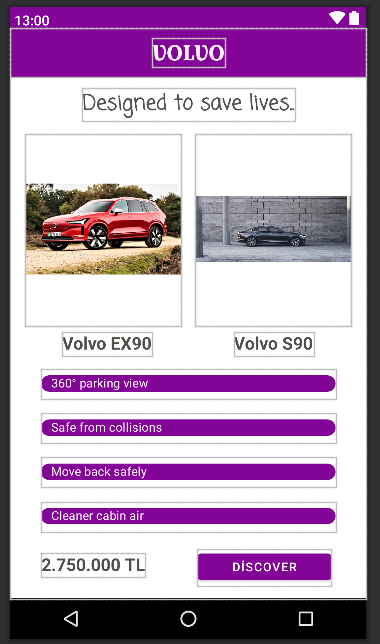 13:00
VOLVO
Designed to save lives..
Volvo EX90
Volvo S90
360° parking view
Safe from collisions
Move back safely
Cleaner cabin air
2.750.000 TL
DİSCOVER